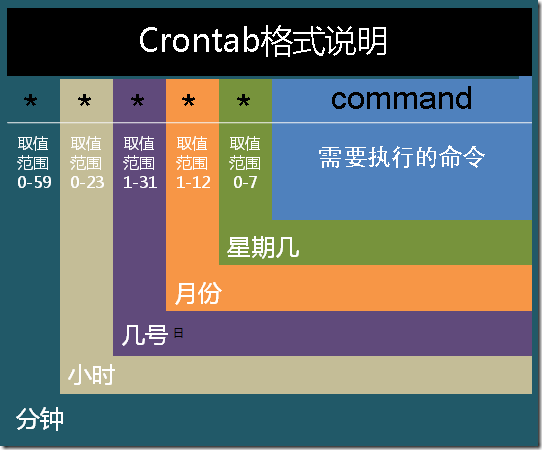 Crontab格式说明
* * * * * command
取值范围 0-59
取值范围 0-23
取值范围 1-31
取值范围 1-12
取值范围 0-7
需要执行的命令
星期几
月份
几号 日
小时
分钟